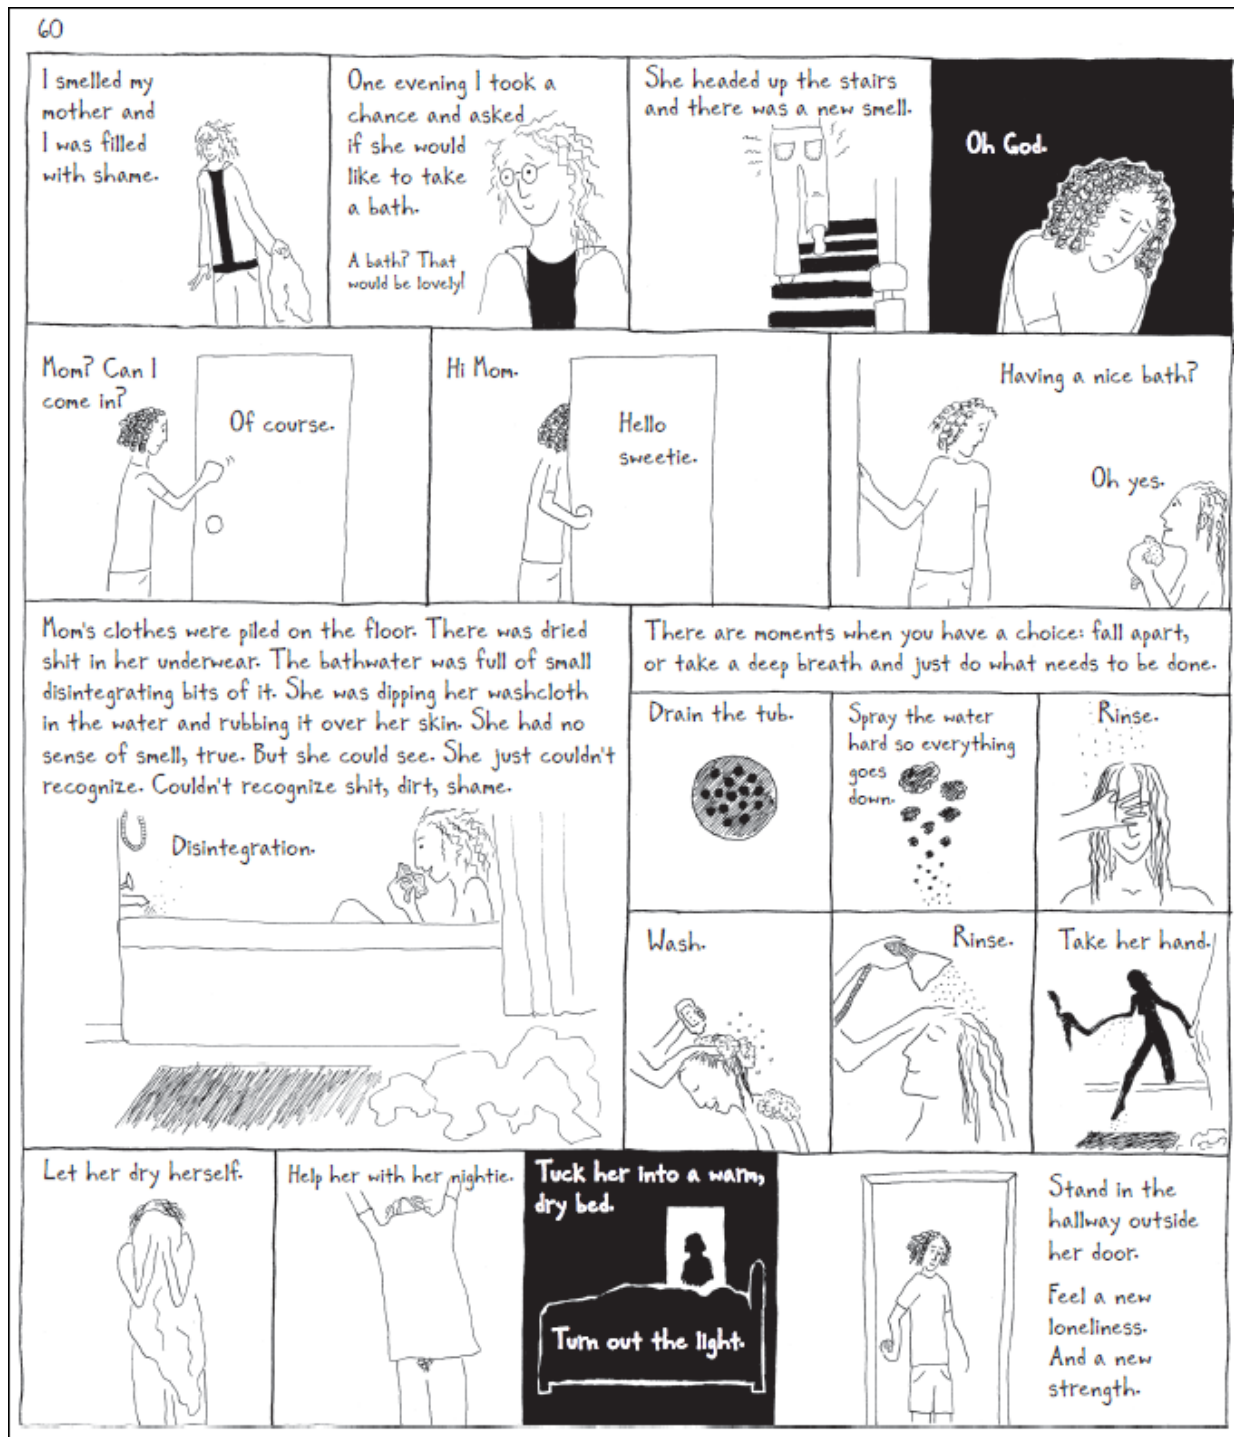 60
I smelled my
mother and
I was filled
with shame.
One evening I took a
chance and asked
if she would
like to take
a bath.
A bath? That
would be lovely!
She headed up the stairs
and there was a new smell.
Oh God.
Mom? Can I
come in?
Of course.
Hi Mom.
Hello
sweetie.
Having a nice bath?
Oh yes.
Mom's clothes were piled on the floor. There was dried
shit in her underwear. The bathwater was full of small
disintegrating bits of it. She was dipping her washcloth
in the water and rubbing it over her skin. She had no
sense of smell, true. But she could see. She just couldn't
recognize. Couldn't recognize shit, dirt, shame.
Disintegration.
There are moments when you have a choice: fall apart,
or take a deep breath and just do what needs to be done.
Drain the tub.
Spray the water
hard so everything
goes
down.
Rinse.
Wash.
Rinse.
Take her hand.
Let her dry herself.
Help her with her nightie.
Tuck her into a warm,
dry bed.
Turn out the light.
Stand in the
hallway outside
her door.
Feel a new
loneliness.
And a new
strength.